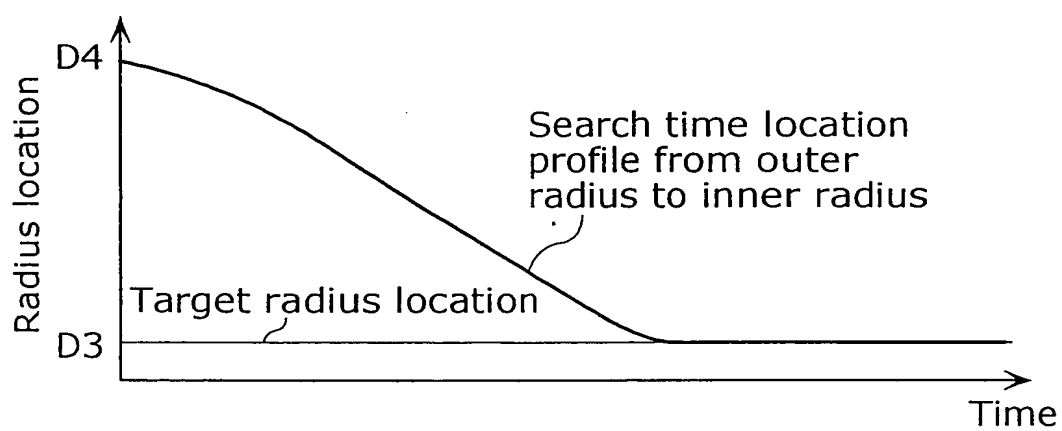 D4
Radius location
Search time location
profile from outer
radius to inner radius
Target radius location
D3
Time